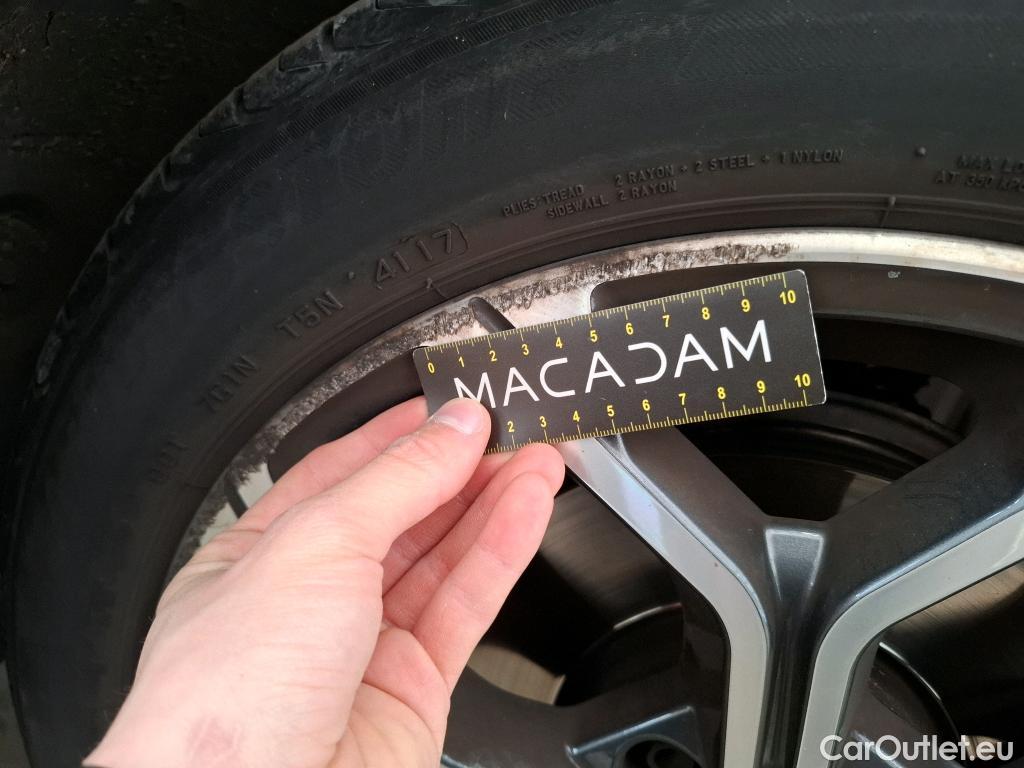 PLIES-TREAD 2 RAYON + 2 STEEL + 1 NYLON
SIDEWALL 2 RAYON
AT 350 KPA
MAX LO
7G1N T5N 4117
0 1 2 3 4 5 6 7 8 9 10
MACADAM
2 3 4 5 6 7 8 9 10
CarOutlet.eu